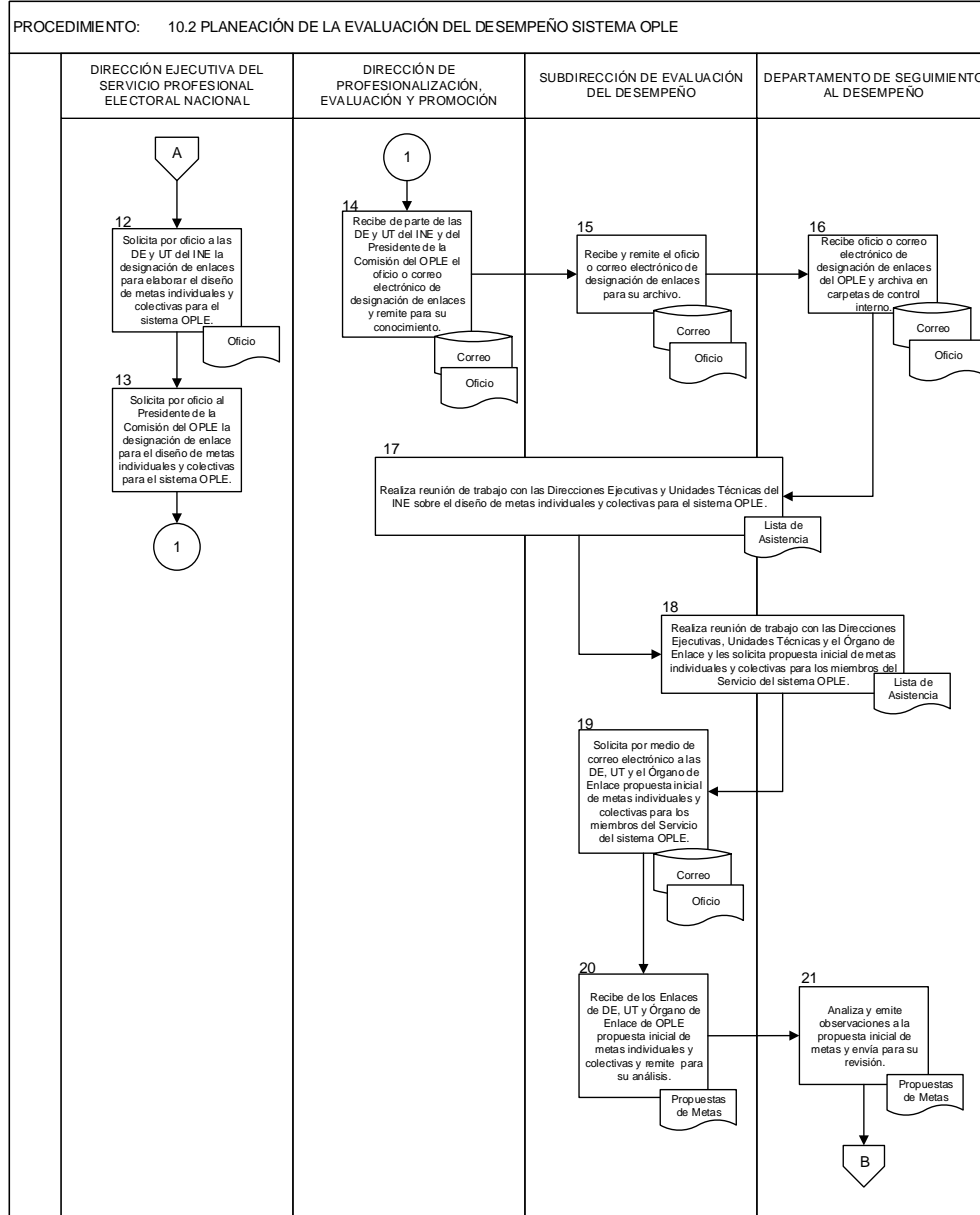 PROCEDIMIENTO: 10.2 PLANEACIÓN DE LA EVALUACIÓN DEL DESEMPEÑO SISTEMA OPLE
DIRECCIÓN EJECUTIVA DEL
SERVICIO PROFESIONAL
ELECTORAL NACIONAL
DIRECCIÓN DE
PROFESIONALIZACIÓN,
EVALUACIÓN Y PROMOCIÓN
SUBDIRECCIÓN DE EVALUACIÓN
DEL DESEMPEÑO
DEPARTAMENTO DE SEGUIMIENTO
AL DESEMPEÑO
A
12
Solicita por oficio a las
DE y UT del INE la
designación de enlaces
para elaborar el diseño
de metas individuales y
colectivas para el
sistema OPLE.
Oficio
13
Solicita por oficio al
Presidente de la
Comisión del OPLE la
designación de enlace
para el diseño de metas
individuales y colectivas
para el sistema OPLE.
1
1
14
Recibe de parte de las
DE y UT del INE y del
Presidente de la
Comisión del OPLE el
oficio o correo
electrónico de
designación de enlaces
y remite para su
conocimiento.
Correo
Oficio
15
Recibe y remite el oficio
o correo electrónico de
designación de enlaces
para su archivo.
Correo
Oficio
16
Recibe oficio o correo
electrónico de
designación de enlaces
del OPLE y archiva en
carpetas de control
interno.
Correo
Oficio
17
Realiza reunión de trabajo con las Direcciones Ejecutivas y Unidades Técnicas del
INE sobre el diseño de metas individuales y colectivas para el sistema OPLE.
Lista de
Asistencia
18
Realiza reunión de trabajo con las Direcciones
Ejecutivas, Unidades Técnicas y el Órgano de
Enlace y les solicita propuesta inicial de metas
individuales y colectivas para los miembros del
Servicio del sistema OPLE.
Lista de
Asistencia
19
Solicita por medio de
correo electrónico a las
DE, UT y el Órgano de
Enlace propuesta inicial
de metas individuales y
colectivas para los
miembros del Servicio
del sistema OPLE.
Correo
Oficio
20
Recibe de los Enlaces
de DE, UT y Órgano de
Enlace de OPLE
propuesta inicial de
metas individuales y
colectivas y remite para
su análisis.
Propuestas
de Metas
21
Analiza y emite
observaciones a la
propuesta inicial de
metas y envía para su
revisión.
Propuestas
de Metas
B